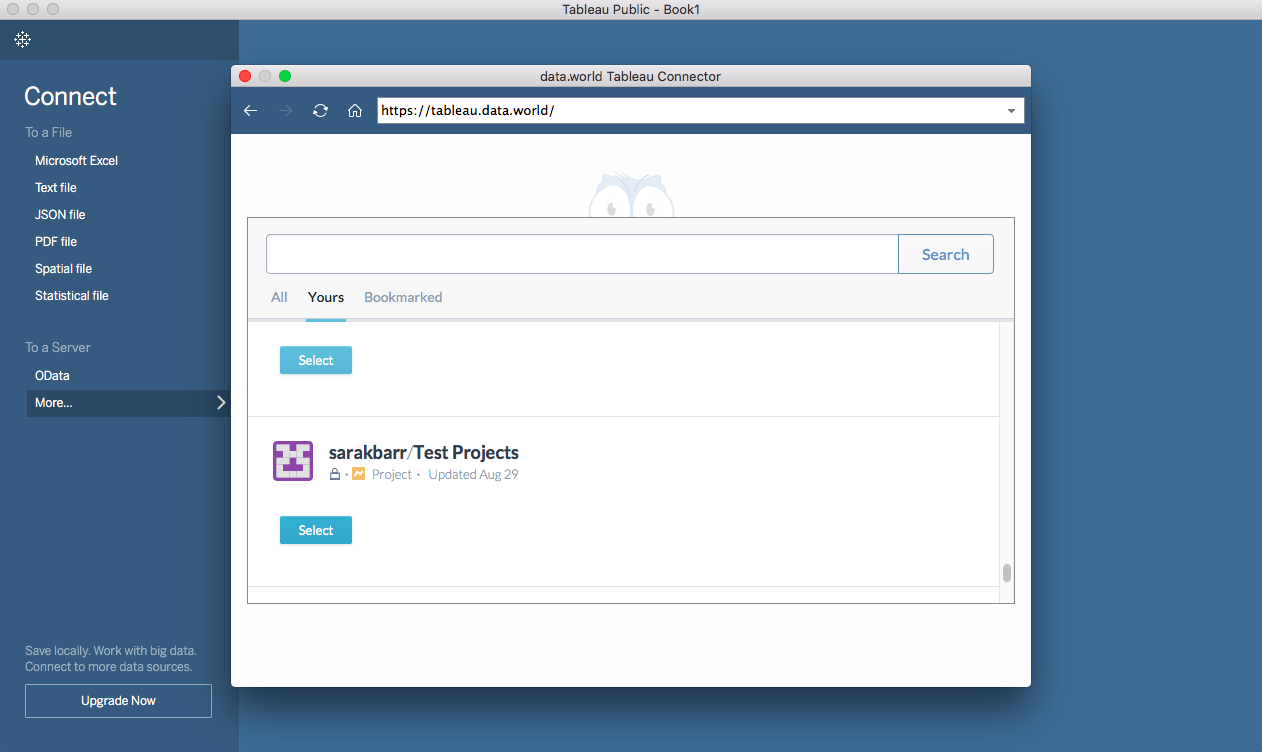 Tableau Public - Book1
Connect
To a File
Microsoft Excel
Text file
JSON file
PDF file
Spatial file
Statistical file
To a Server
OData
More...
Save locally. Work with big data.
Connect to more data sources.
Upgrade Now
data.world Tableau Connector
https://tableau.data.world/
Search
All Yours Bookmarked
Select
sarakbarr/Test Projects
· Project · Updated Aug 29
Select